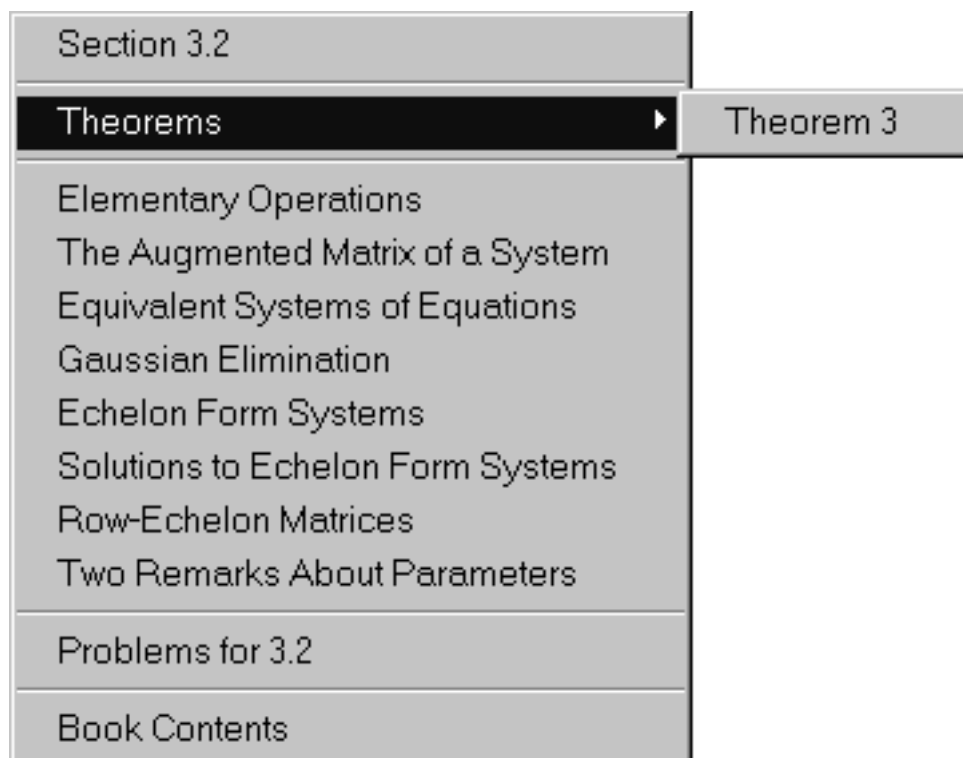 Section 3.2
Theorems
Theorem 3
Elementary Operations
The Augmented Matrix of a System
Equivalent Systems of Equations
Gaussian Elimination
Echelon Form Systems
Solutions to Echelon Form Systems
Row-Echelon Matrices
Two Remarks About Parameters
Problems for 3.2
Book Contents